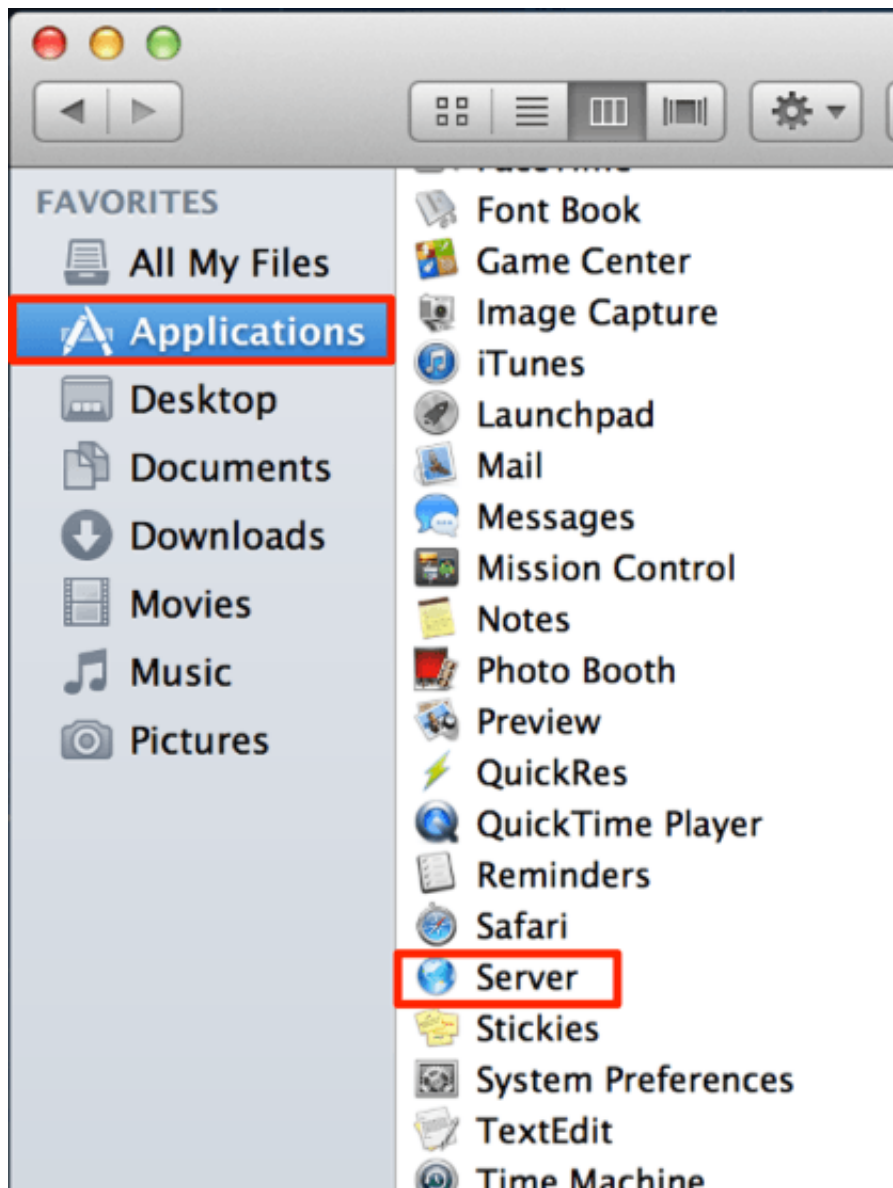 FAVORITES
All My Files
Applications
Desktop
Documents
Downloads
Movies
Music
Pictures
FaceTime
Font Book
Game Center
Image Capture
iTunes
Launchpad
Mail
Messages
Mission Control
Notes
Photo Booth
Preview
QuickRes
QuickTime Player
Reminders
Safari
Server
Stickies
System Preferences
TextEdit
Time Machine